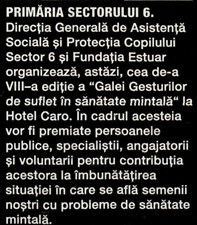 PRIMĂRIA SECTORULUI 6.
Direcția Generală de Asistență
Socială și Protecția Copilului
Sector 6 și Fundația Estuar
organizează, astăzi, cea de-a
VIII–a ediție a "Galei Gesturilor
de suflet în sănătate mintală" la
Hotel Caro. În cadrul acesteia
vor fi premiate persoanele
publice, specialiștii, angajatorii
și voluntarii pentru contribuția
acestora la îmbunătățirea
situației în care se află semenii
noștri cu probleme de sănătate
mintală.